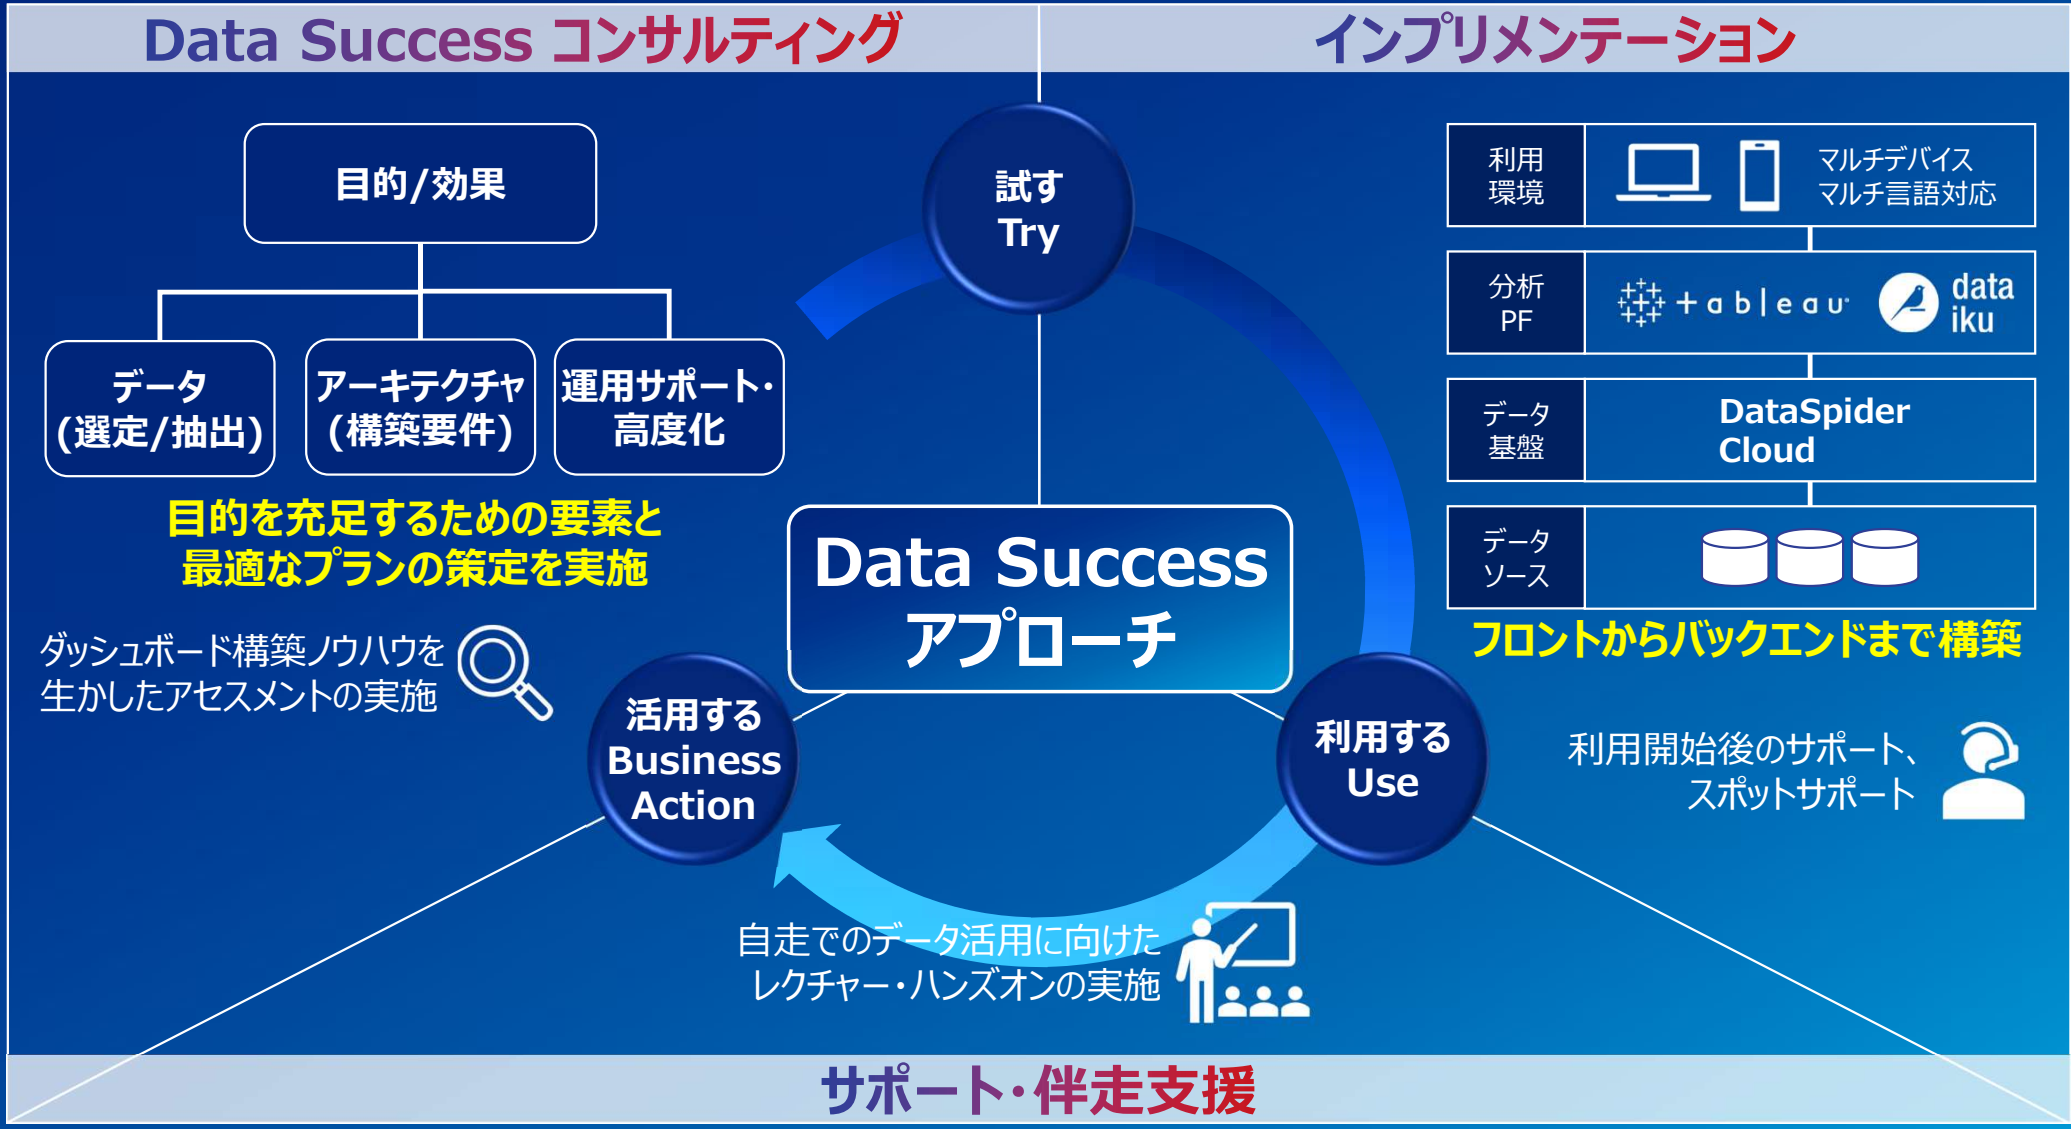 Data Success コンサルティング
インプリメンテーション
目的/効果
データ
(選定/抽出)
アーキテクチャ
(構築要件)
運用サポート・
高度化
目的を充足するための要素と
最適なプランの策定を実施
ダッシュボード構築ノウハウを
生かしたアセスメントの実施
試す
Try
Data Success
アプローチ
活用する
Business
Action
利用する
Use
利用
環境
マルチデバイス
マルチ言語対応
分析
PF
+ableau
data
iku
データ
基盤
DataSpider
Cloud
データ
ソース
フロントからバックエンドまで構築
利用開始後のサポート、
スポットサポート
自走でのデータ活用に向けた
レクチャー・ハンズオンの実施
サポート・伴走支援